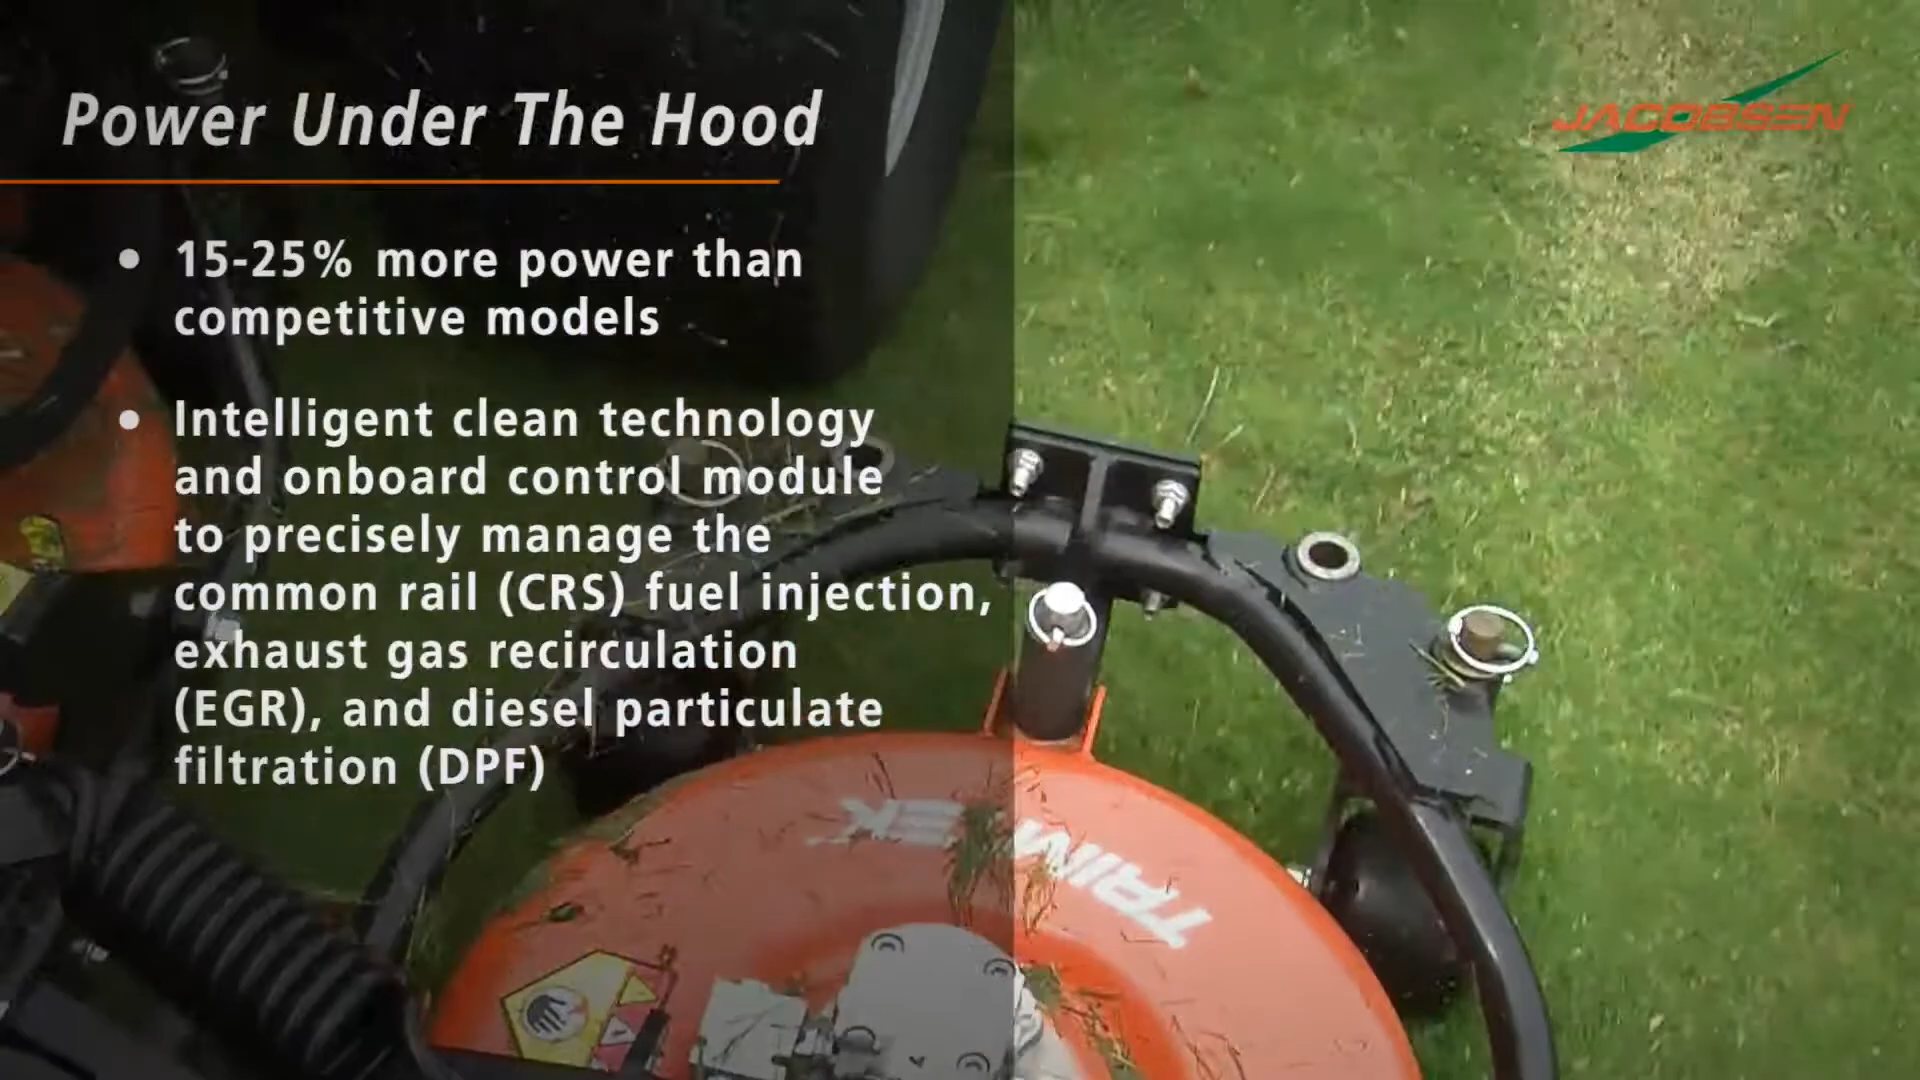 Power Under The Hood
JACOBSEN
• 15-25% more power than
competitive models
• Intelligent clean technology
and onboard control module
to precisely manage the
common rail (CRS) fuel injection,
exhaust gas recirculation
(EGR), and diesel particulate
filtration (DPF)